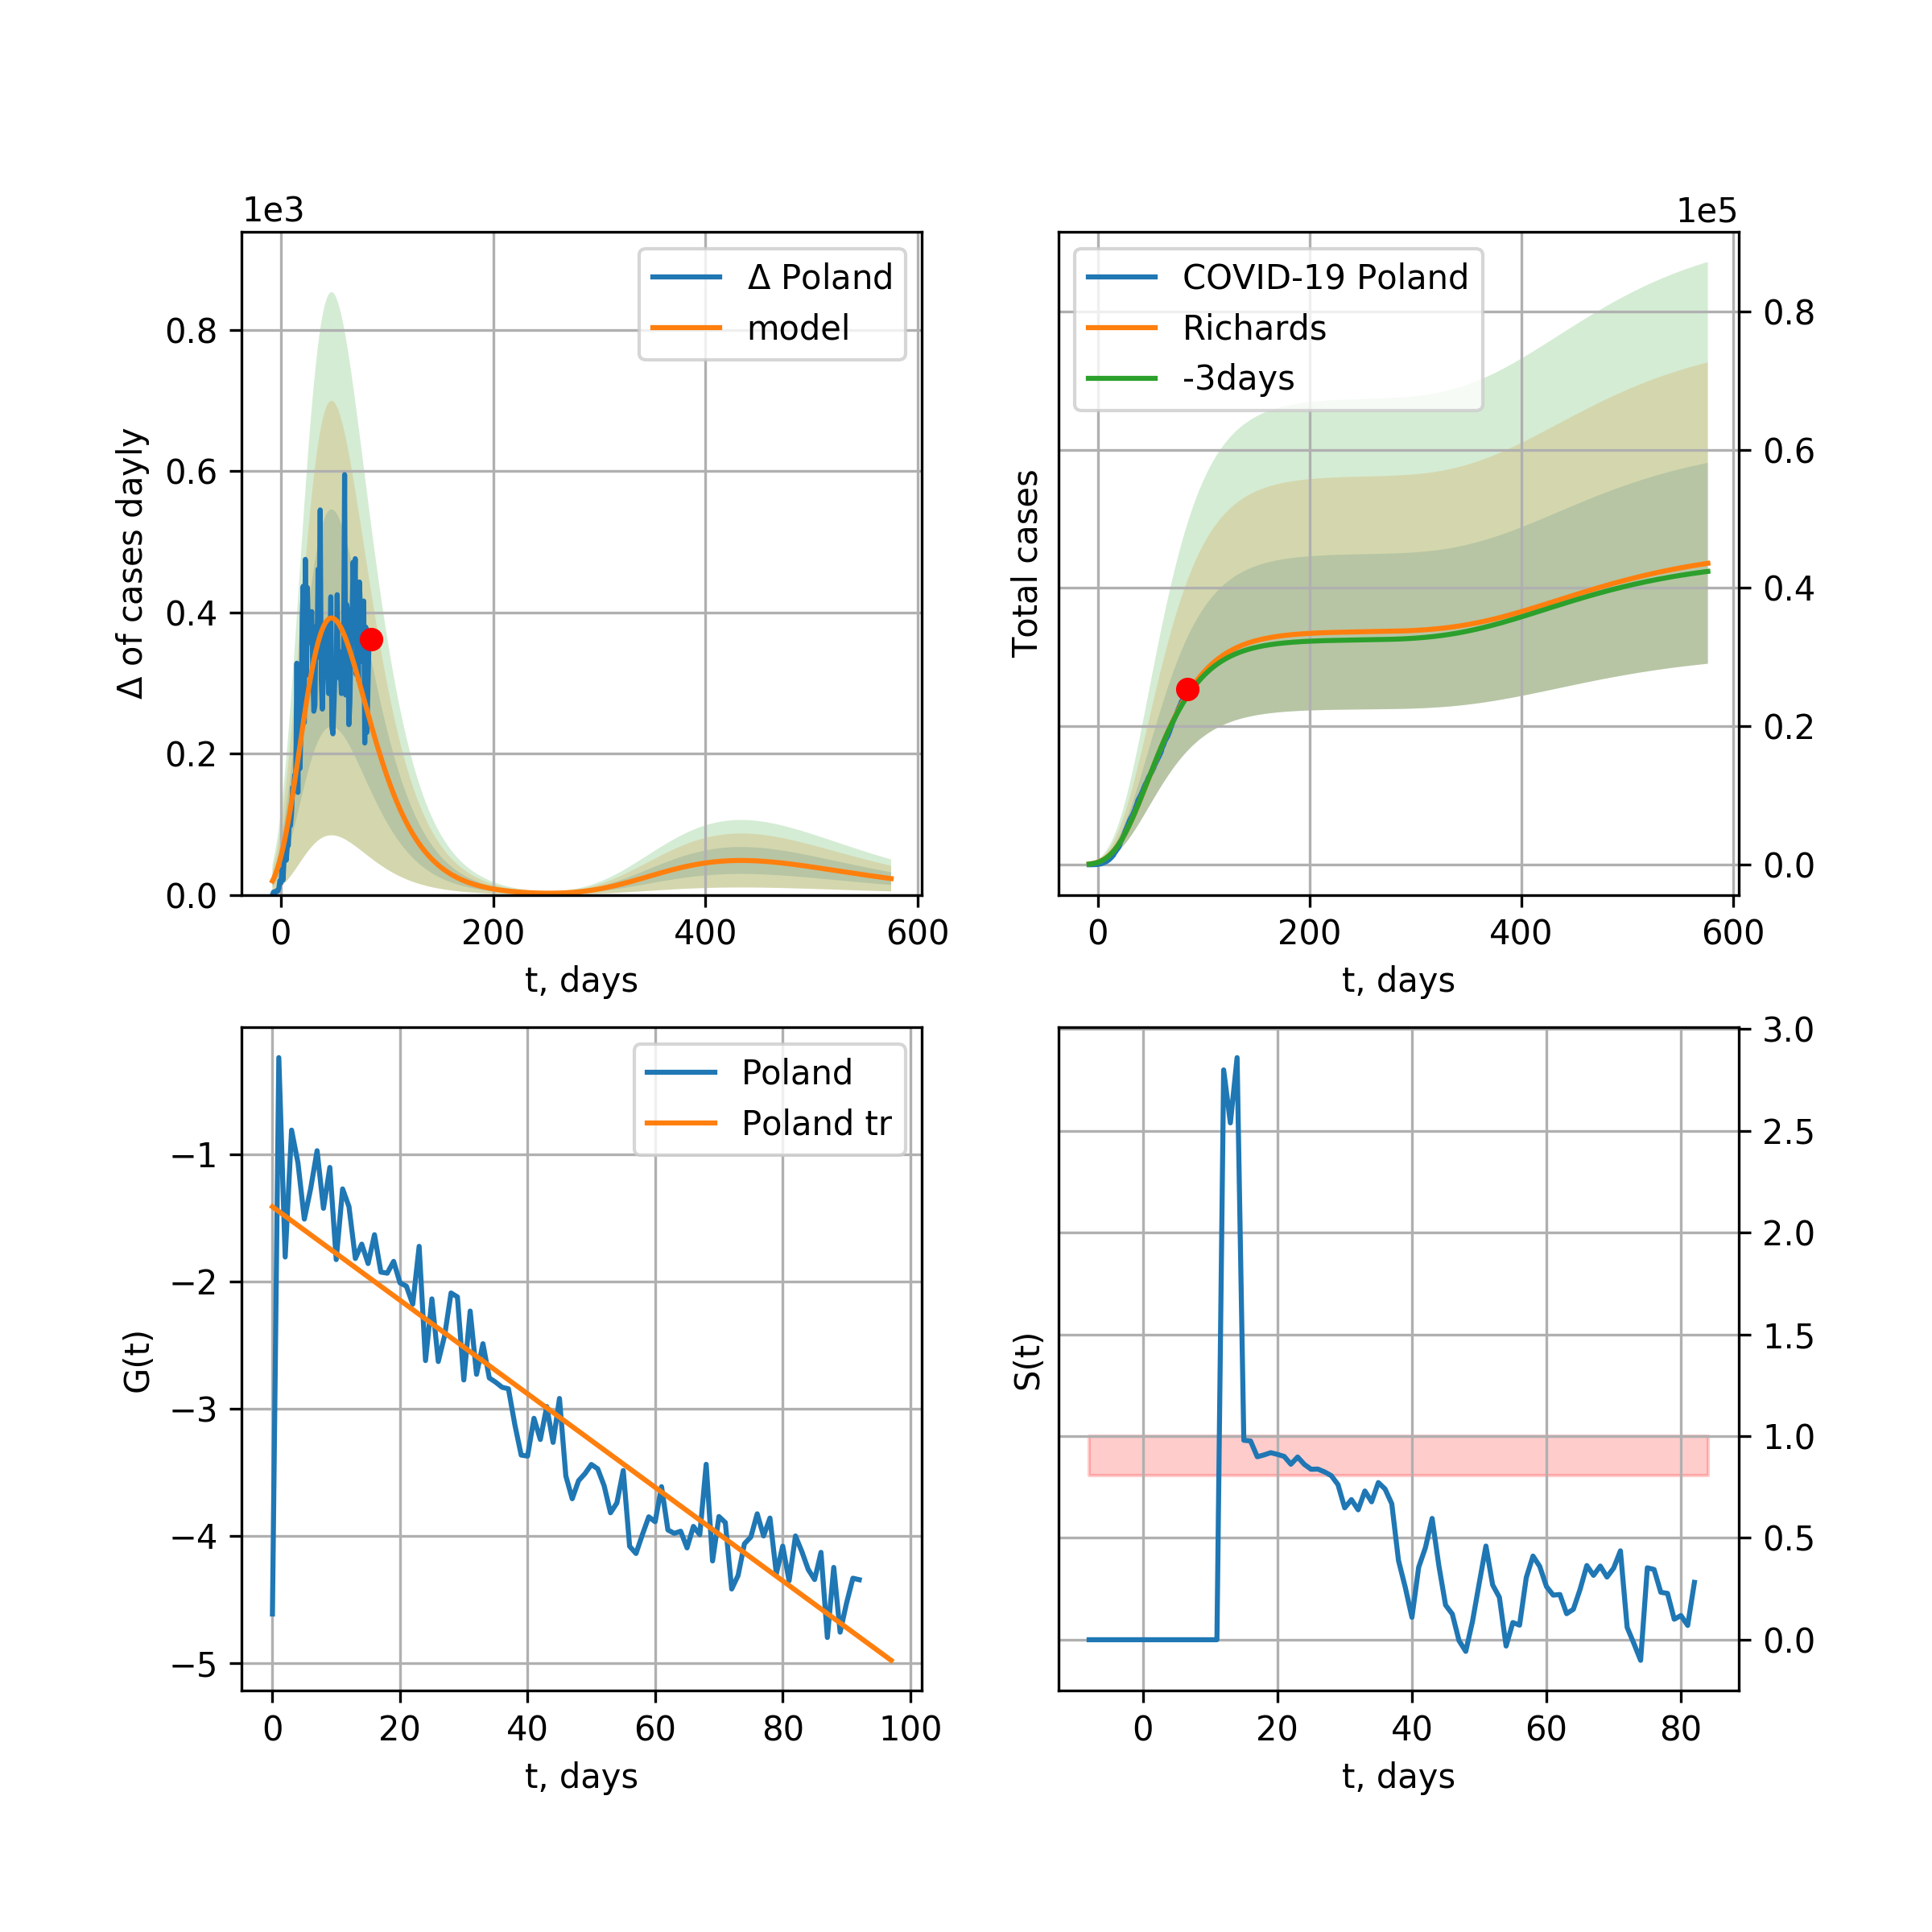 1e3
Δ of cases dayly
0.8
0.6
0.4
0.2
0.0
0 200 400 600
t, days
Δ Poland
model
1e5
Total cases
0.8
0.6
0.4
0.2
0.0
0 200 400 600
t, days
COVID-19 Poland
Richards
-3days
G(t)
−1
−2
−3
−4
−5
0 20 40 60 80 100
t, days
Poland
Poland tr
S(t)
3.0
2.5
2.0
1.5
1.0
0.5
0.0
0 20 40 60 80
t, days